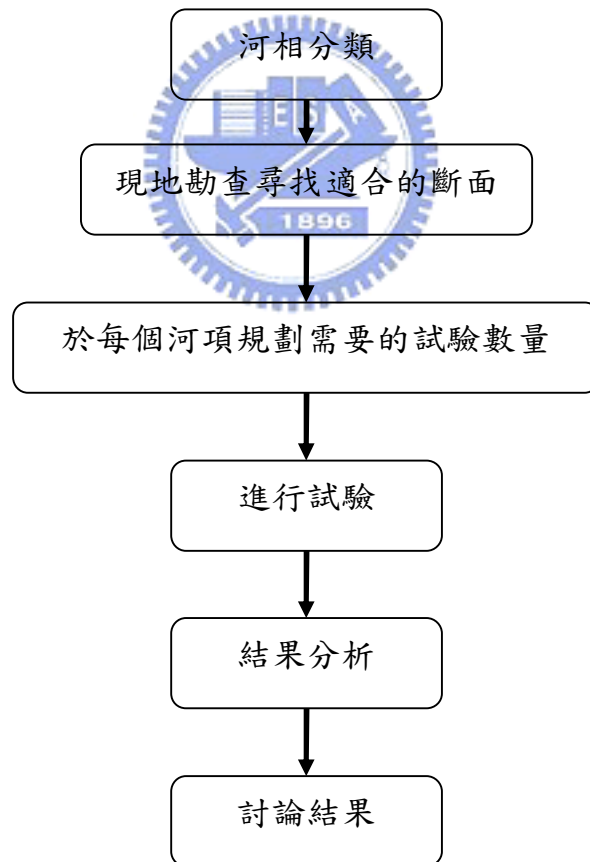 河相分類
現地勘查尋找適合的斷面
1896
於每個河項規劃需要的試驗數量
進行試驗
結果分析
討論結果